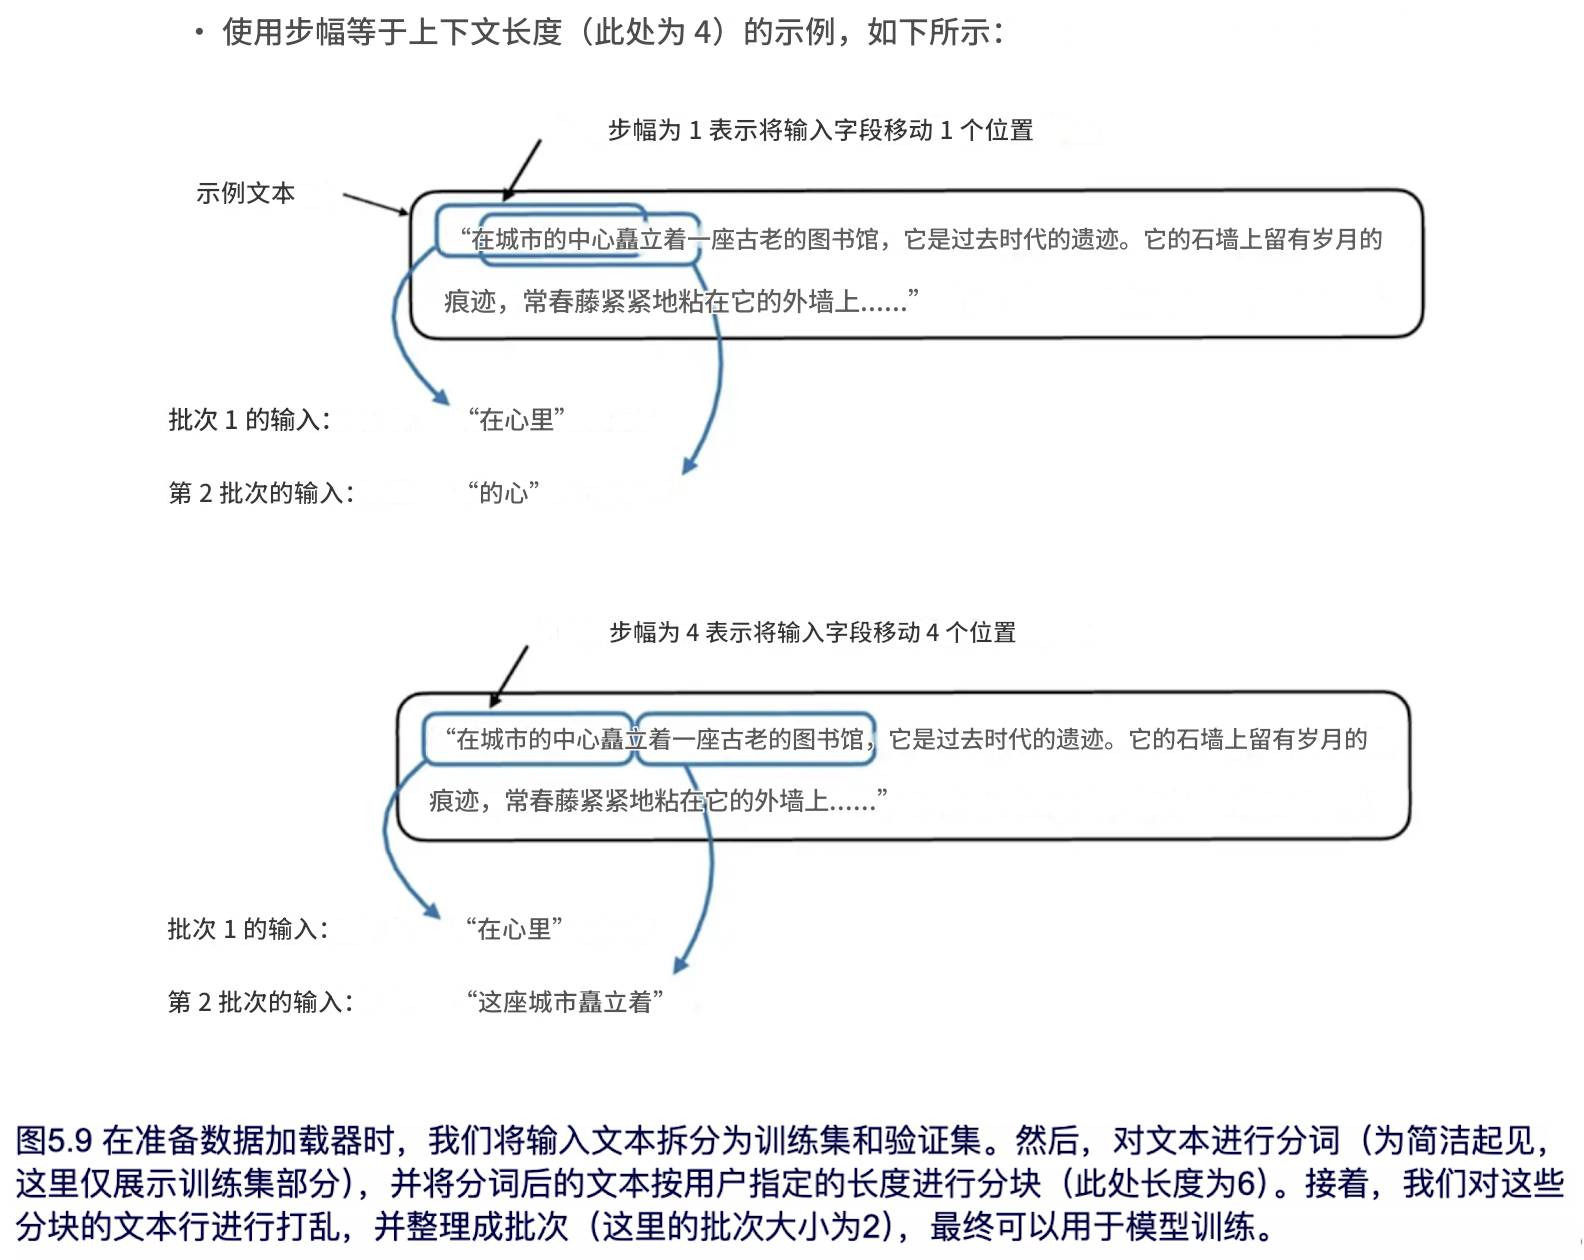 • 使用步幅等于上下文长度（此处为 4）的示例，如下所示：
步幅为 1 表示将输入字段移动 1 个位置
示例文本
“在城市的中心矗立着一座古老的图书馆，它是过去时代的遗迹。它的石墙上留有岁月的
痕迹，常春藤紧紧地粘在它的外墙上……”
批次 1 的输入： “在心里”
第 2 批次的输入： “的心”
步幅为 4 表示将输入字段移动 4 个位置
“在城市的中心矗立着一座古老的图书馆，它是过去时代的遗迹。它的石墙上留有岁月的
痕迹，常春藤紧紧地粘在它的外墙上……”
批次 1 的输入： “在心里”
第 2 批次的输入： “这座城市矗立着”
图5.9 在准备数据加载器时，我们将输入文本拆分为训练集和验证集。然后，对文本进行分词（为简洁起见，
这里仅展示训练集部分），并将分词后的文本按用户指定的长度进行分块（此处长度为6）。接着，我们对这些
分块的文本行进行打乱，并整理成批次（这里的批次大小为2），最终可以用于模型训练。